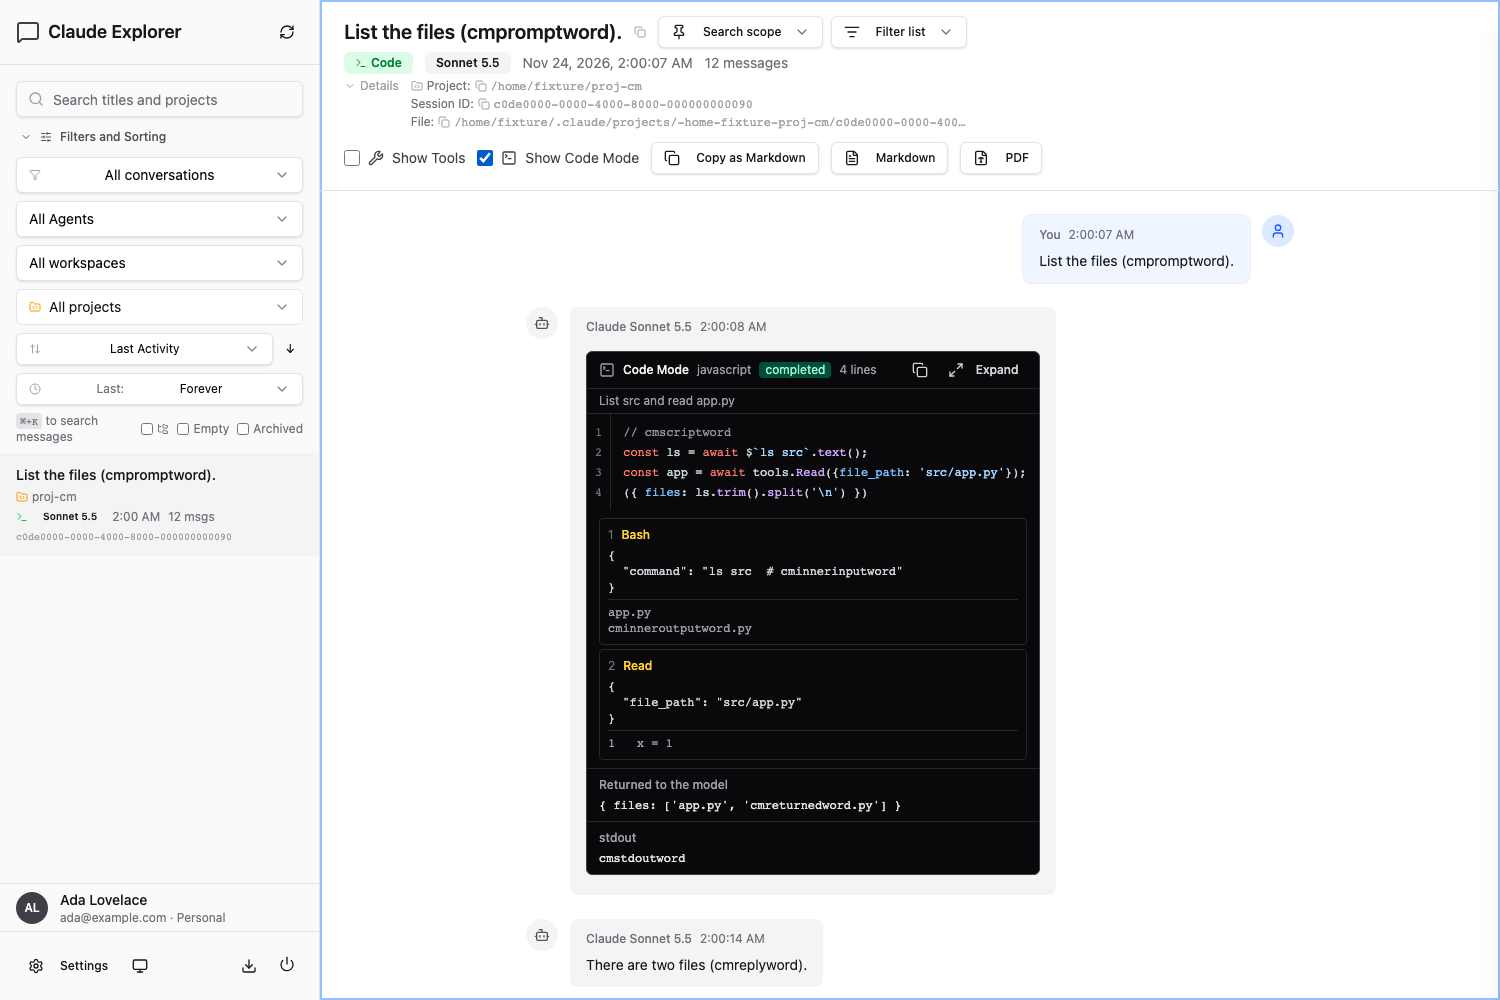 Claude Explorer
Search titles and projects
Filters and Sorting
All conversations
All Agents
All workspaces
All projects
Last Activity
Last: Forever
⌘+K to search messages
Empty
Archived
List the files (cmpromptword).
proj-cm
Sonnet 5.5 2:00 AM 12 msgs
c0de0000-0000-4000-8000-000000000090
AL
Ada Lovelace
ada@example.com · Personal
Settings
List the files (cmpromptword).
Search scope
Filter list
Code
Sonnet 5.5
Nov 24, 2026, 2:00:07 AM 12 messages
Details
Project: /home/fixture/proj-cm
Session ID: c0de0000-0000-4000-8000-000000000090
File: /home/fixture/.claude/projects/-home-fixture-proj-cm/c0de0000-0000-400…
Show Tools
Show Code Mode
Copy as Markdown
Markdown
PDF
You 2:00:07 AM
List the files (cmpromptword).
Claude Sonnet 5.5 2:00:08 AM
Code Mode javascript completed 4 lines
Expand
List src and read app.py
1 // cmscriptword
2 const ls = await $`ls src`.text();
3 const app = await tools.Read({file_path: 'src/app.py'});
4 ({ files: ls.trim().split('\n') })
1 Bash
{
"command": "ls src  # cminnerinputword"
}
app.py
cminneroutputword.py
2 Read
{
"file_path": "src/app.py"
}
1 x = 1
Returned to the model
{ files: ['app.py', 'cmreturnedword.py'] }
stdout
cmstdoutword
Claude Sonnet 5.5 2:00:14 AM
There are two files (cmreplyword).